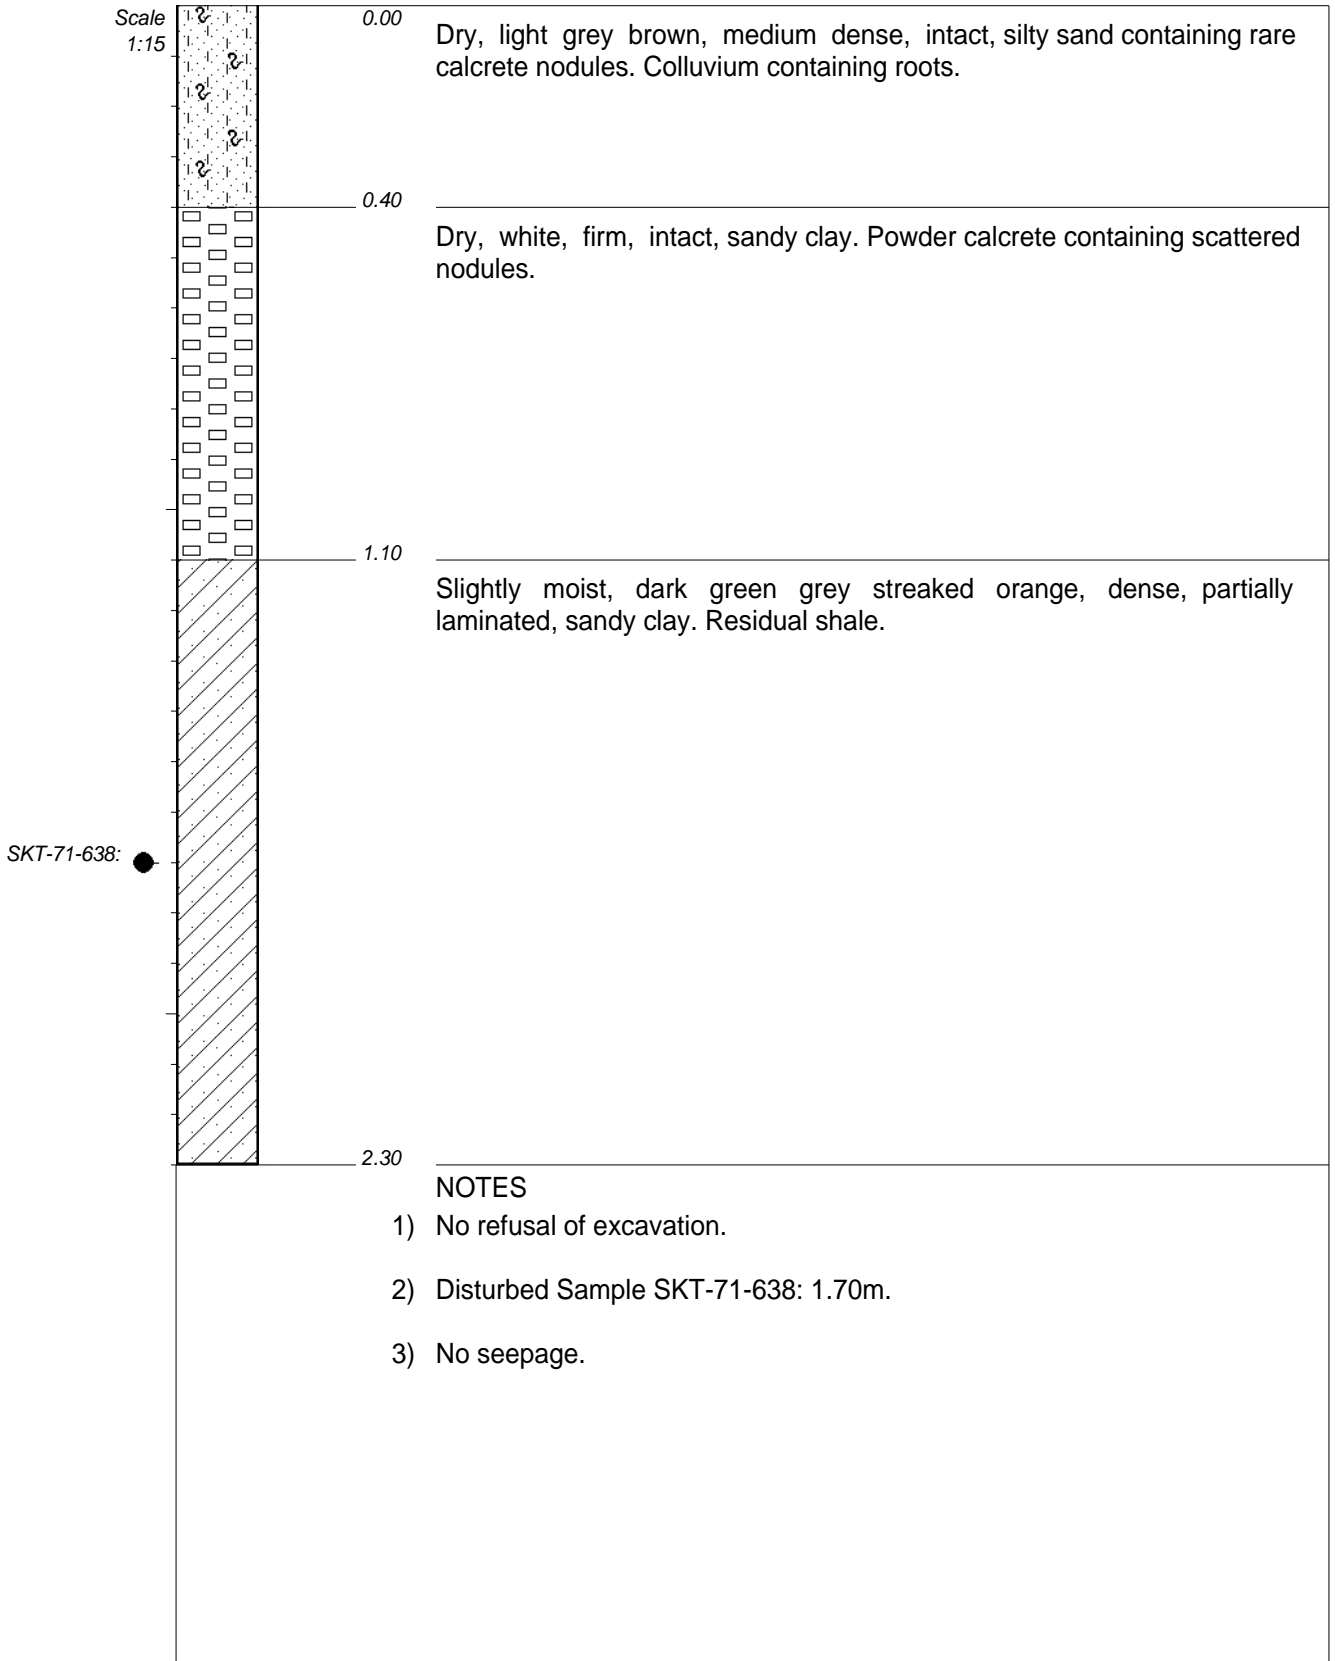 Scale
1:15
0.00
Dry, light grey brown, medium dense, intact, silty sand containing rare
calcrete nodules. Colluvium containing roots.
0.40
Dry, white, firm, intact, sandy clay. Powder calcrete containing scattered
nodules.
1.10
Slightly moist, dark green grey streaked orange, dense, partially
laminated, sandy clay. Residual shale.
SKT-71-638:
2.30
NOTES
1) No refusal of excavation.
2) Disturbed Sample SKT-71-638: 1.70m.
3) No seepage.